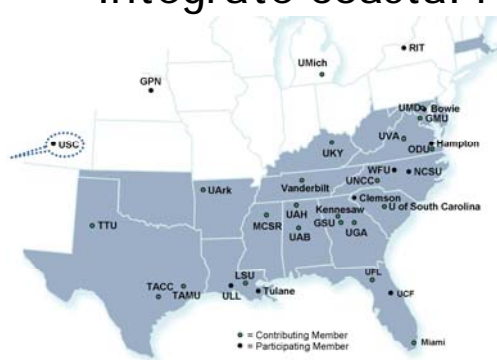 RIT
UMich
GPN
UMD Bowie
GMU
USC
UVA
Hampton
ODU
UKY
WFU NCSU
UNCC
Vanderbilt
UArk
Clemson
U of South Carolina
UAH
Kennesaw
MCSR
GSU
UGA
TTU
UAB
LSU
UFL
TACC
TAMU
ULL
Tulane
UCF
Miami
= Contributing Member
= Participating Member